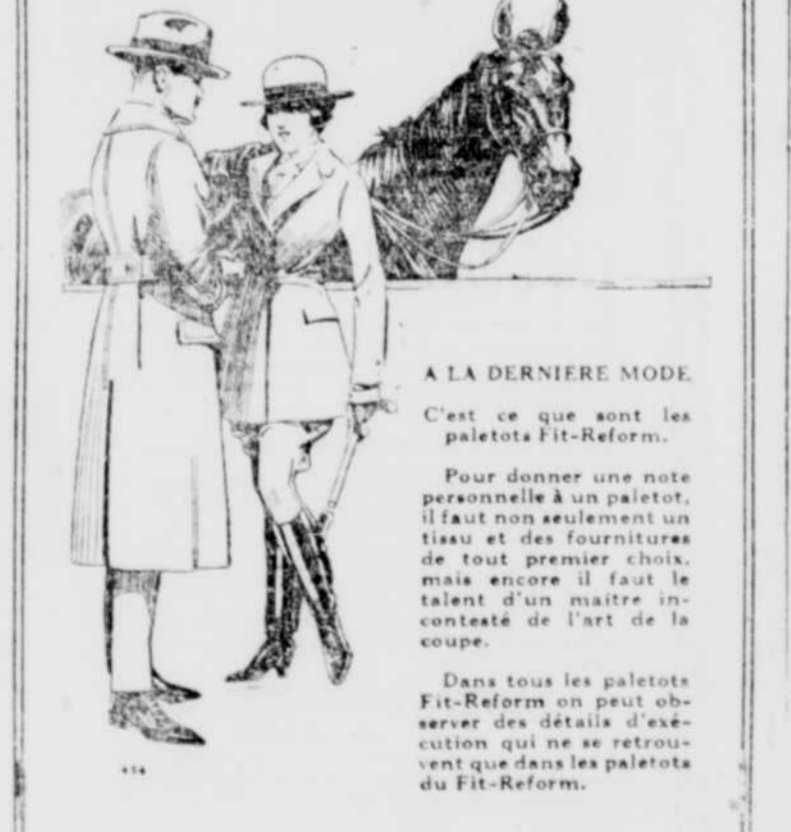 A LA DERNIERE MODE
C'est ce que sont les
paletots Fit-Reform.
Pour donner une note
personnelle à un paletot,
il faut non seulement un
tissu et des fournitures
de tout premier choix,
mais encore il faut le
talent d'un maitre in-
contesté de l'art de la
coupe.
Dans tous les paletots
Fit-Reform on peut ob-
server des détails d'exé-
cution qui ne se retrou-
vent que dans les paletots
du Fit-Reform.